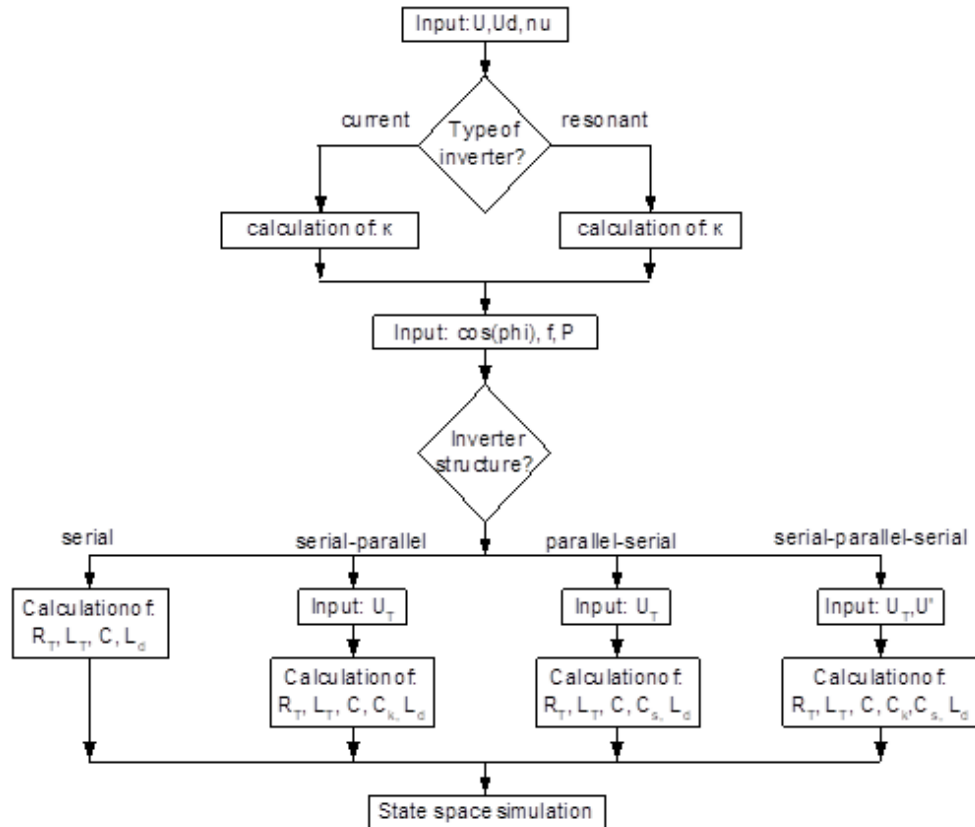 Input: U, Ud, nu
current
resonant
Type of
inverter?
calculation of: κ
calculation of: κ
Input: cos(phi), f, P
Inverter
structure?
serial
serial-parallel
parallel-serial
serial-parallel-serial
Calculation of:
R_T, L_T, C, L_d
Input: U_T
Input: U_T
Input: U_T, U'
Calculation of:
R_T, L_T, C, C_k, L_d
Calculation of:
R_T, L_T, C, C_s, L_d
Calculation of:
R_T, L_T, C, C_k, C_s, L_d
State space simulation